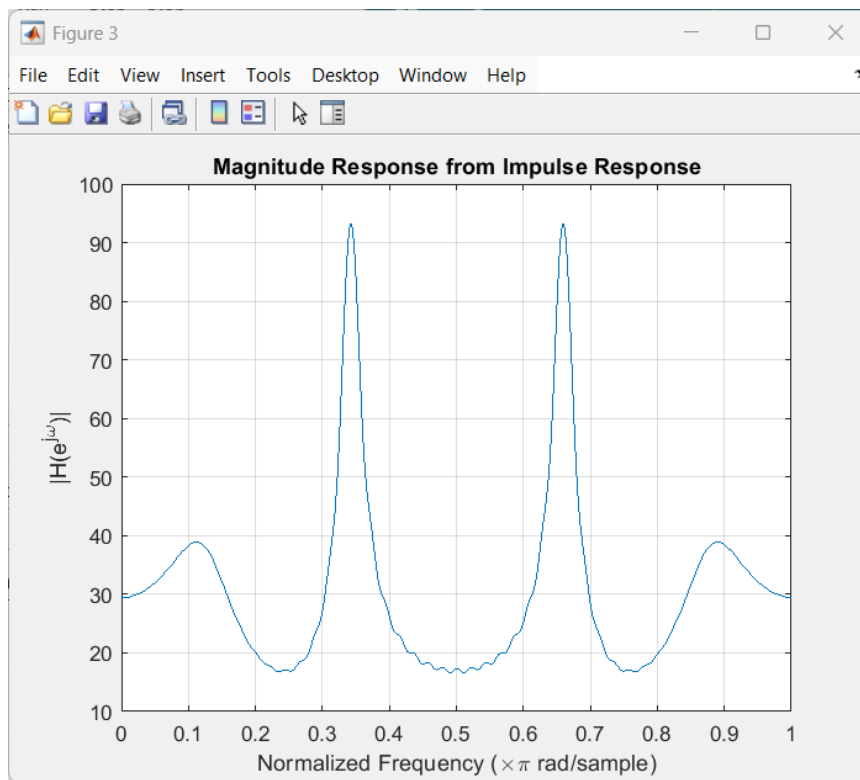 Figure 3
File Edit View Insert Tools Desktop Window Help
Magnitude Response from Impulse Response
100
90
80
70
60
50
40
30
20
10
|H(e^{jω})|
0 0.1 0.2 0.3 0.4 0.5 0.6 0.7 0.8 0.9 1
Normalized Frequency (×π rad/sample)